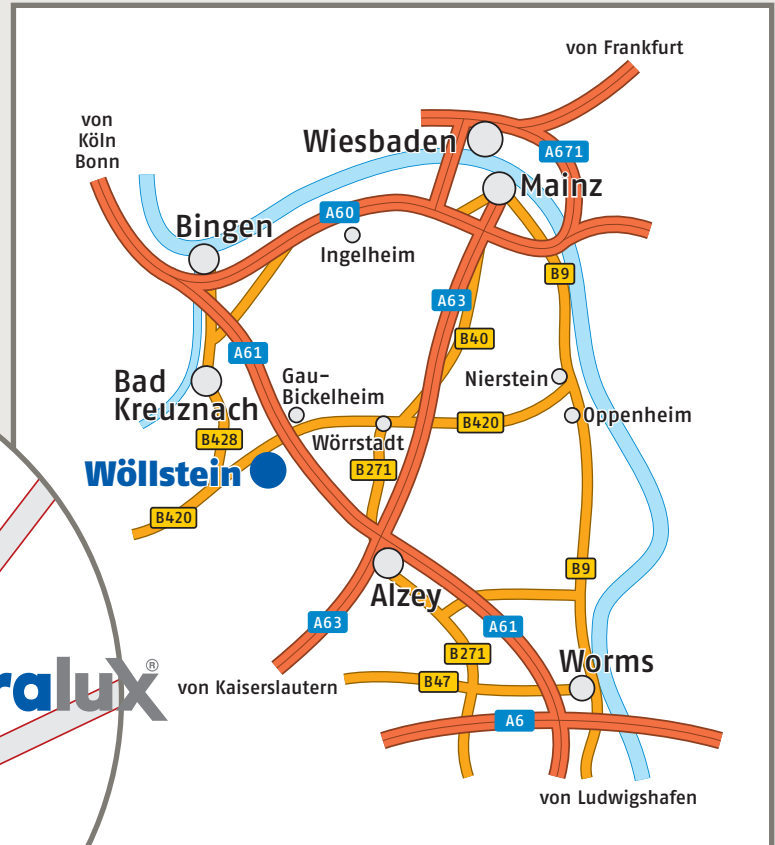 von Frankfurt
von
Köln
Bonn
Wiesbaden
A671
Mainz
A60
Bingen
Ingelheim
B9
A63
B40
A61
Gau-
Bickelheim
Nierstein
Bad
Kreuznach
Oppenheim
B420
B428
Wörrstadt
Wöllstein
B271
B420
B9
Alzey
A63
A61
B271
Worms
von Kaiserslautern
B47
A6
von Ludwigshafen
ralux®